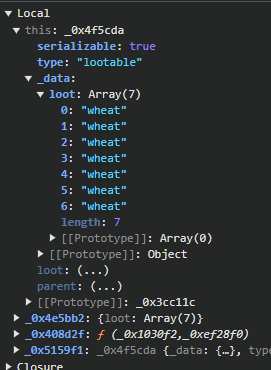 Local
this: _0x4f5cda
serializable: true
type: "lootable"
_data:
loot: Array(7)
0: "wheat"
1: "wheat"
2: "wheat"
3: "wheat"
4: "wheat"
5: "wheat"
6: "wheat"
length: 7
[[Prototype]]: Array(0)
[[Prototype]]: Object
loot: (...)
parent: (...)
[[Prototype]]: _0x3cc11c
_0x4e5bb2: {loot: Array(7)}
_0x408d2f: ƒ (_0x1030f2,_0xef28f0)
_0x5159f1: _0x4f5cda {_data: {…}, type
Closure